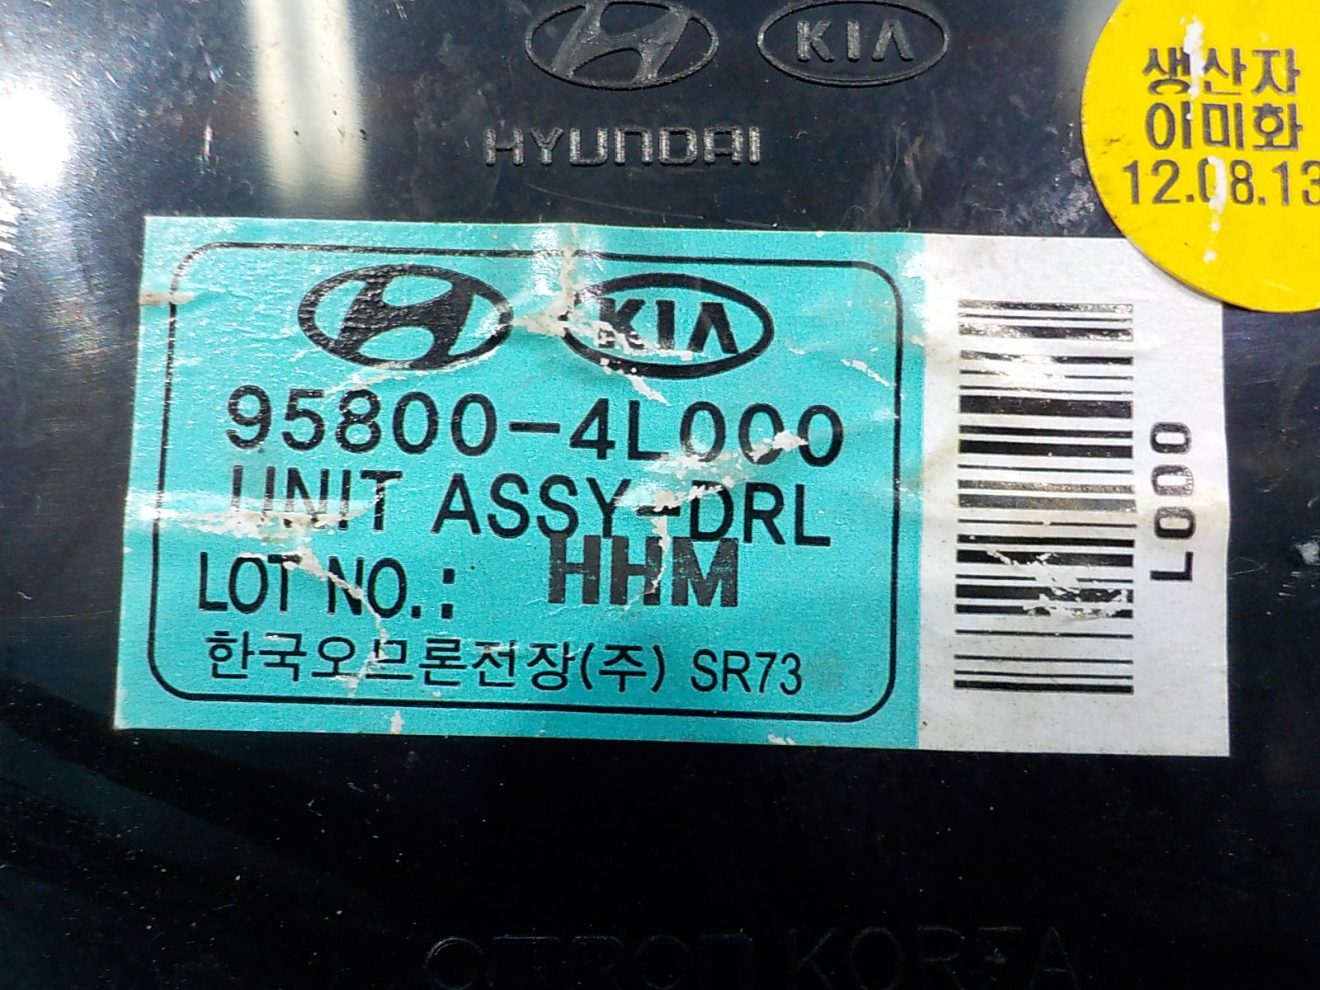 KIA
HYUNDAI
생산자
이미화
12.08.13
KIA
95800-4L000
UNIT ASSY-DRL
LOT NO.: HHM
한국오므론전장(주) SR73
L000
KOREA